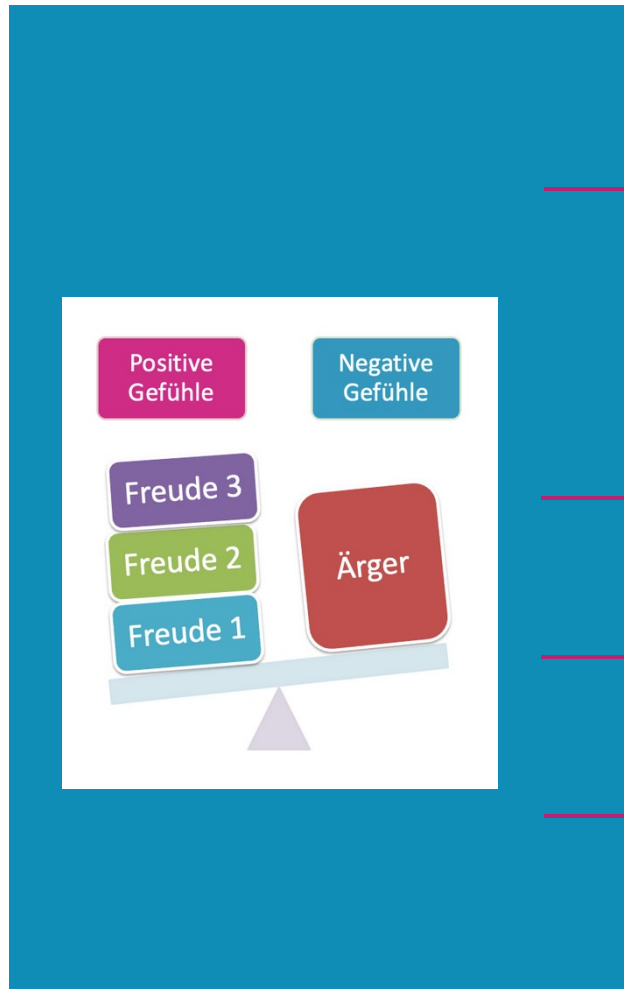 Positive
Gefühle
Negative
Gefühle
Freude 3
Freude 2
Freude 1
Ärger